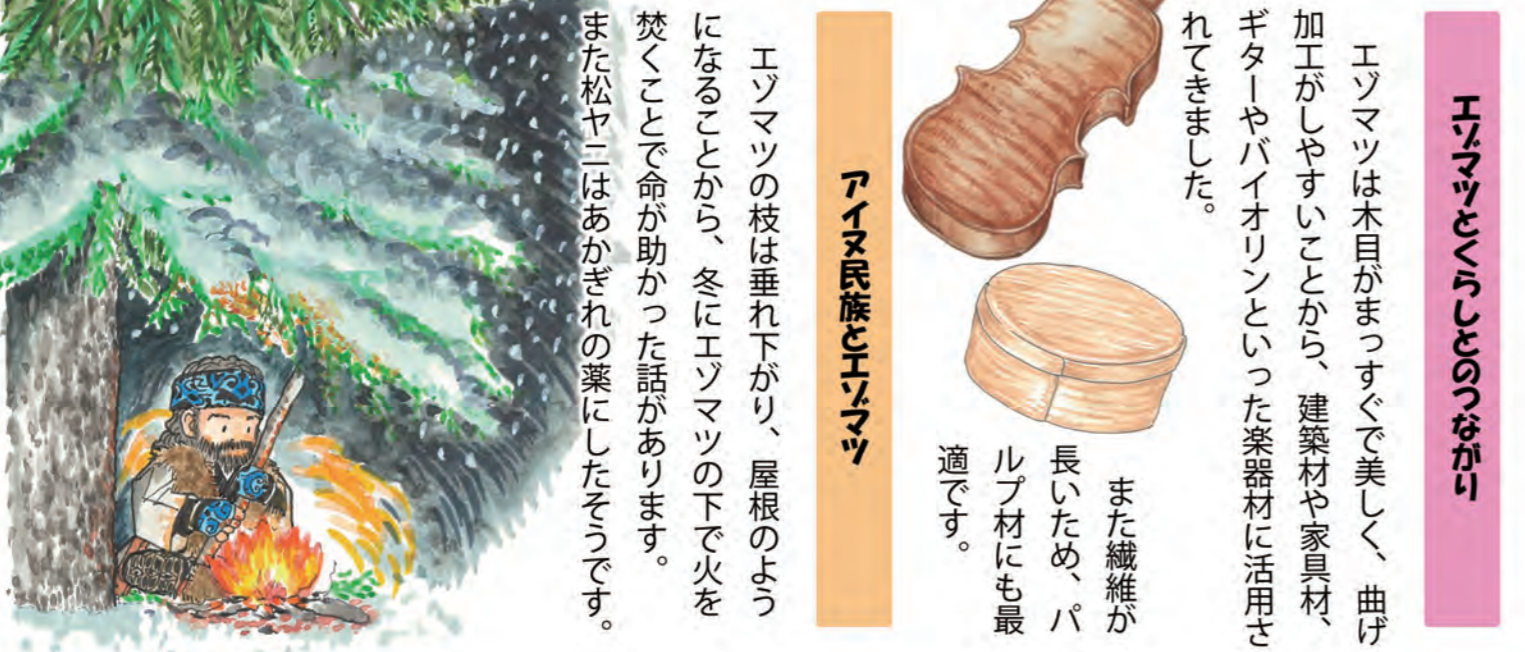 エゾマツとくらしとのつながり
エゾマツは木目がまっすぐで美しく、曲げ
加工がしやすいことから、建築材や家具材、
ギターやバイオリンといった楽器材に活用さ
れてきました。
また繊維が
長いため、パ
ルプ材にも最
適です。
アイヌ民族とエゾマツ
エゾマツの枝は垂れ下がり、屋根のよう
になることから、冬にエゾマツの下で火を
焚くことで命が助かった話があります。
また松ヤニはあかぎれの薬にしたそうです。